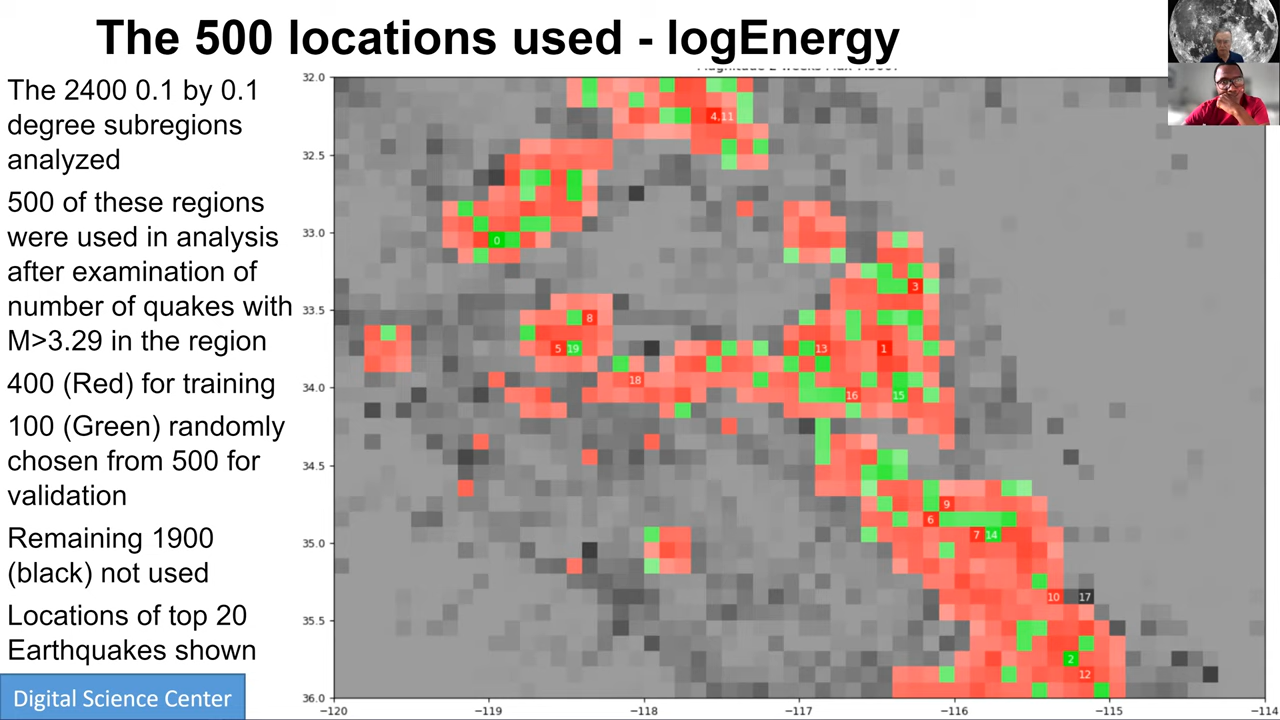 The 500 locations used - logEnergy
The 2400 0.1 by 0.1
degree subregions
analyzed
500 of these regions
were used in analysis
after examination of
number of quakes with
M>3.29 in the region
400 (Red) for training
100 (Green) randomly
chosen from 500 for
validation
Remaining 1900
(black) not used
Locations of top 20
Earthquakes shown
Digital Science Center
32.0
4,11
32.5
33.0
0
3
33.5
8
5 19
13
1
34.0
18
16
15
34.5
9
6
35.0
7 14
10
17
35.5
2
12
36.0
−120 −119 −118 −117 −116 −115 −114